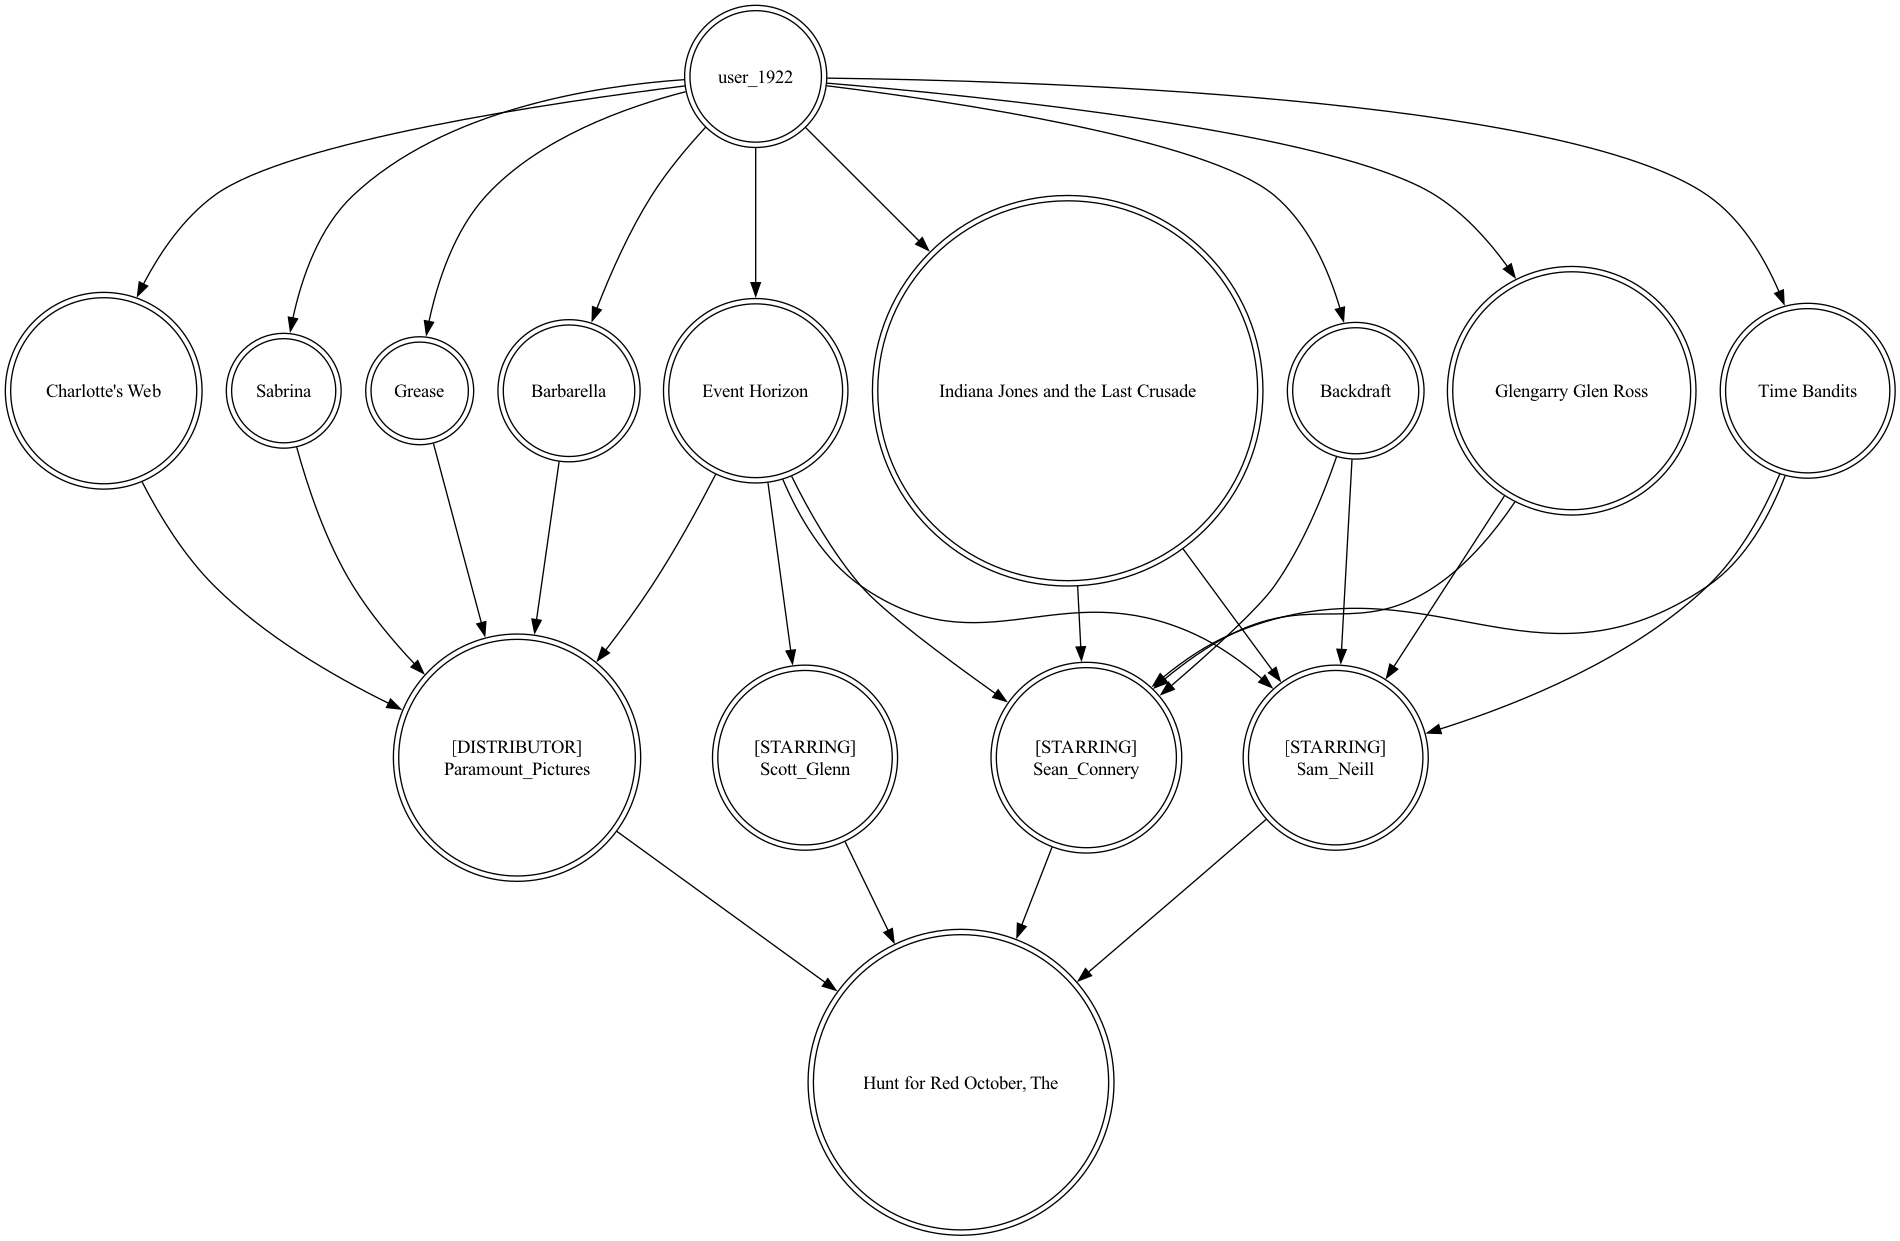 user_1922
Charlotte's Web
Sabrina
Grease
Barbarella
Event Horizon
Indiana Jones and the Last Crusade
Backdraft
Glengarry Glen Ross
Time Bandits
[DISTRIBUTOR]
Paramount_Pictures
[STARRING]
Scott_Glenn
[STARRING]
Sean_Connery
[STARRING]
Sam_Neill
Hunt for Red October, The